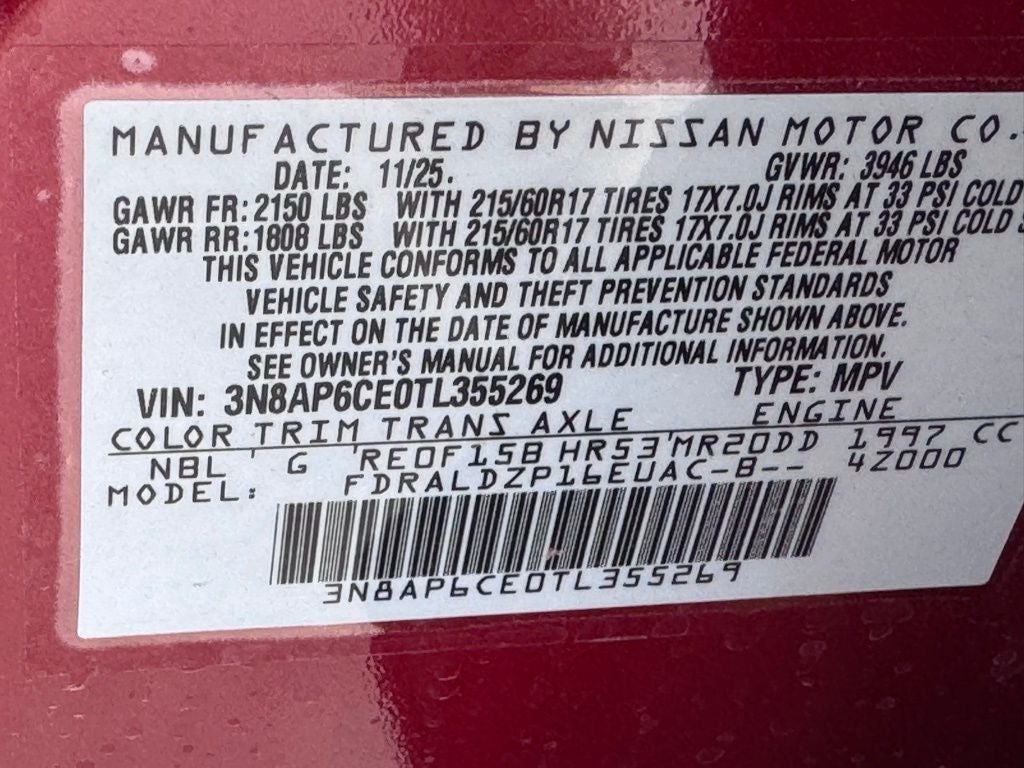 MANUFACTURED BY NISSAN MOTOR CO.
DATE: 11/25. GVWR: 3946 LBS
GAWR FR: 2150 LBS WITH 215/60R17 TIRES 17X7.0J RIMS AT 33 PSI COLD
GAWR RR: 1808 LBS WITH 215/60R17 TIRES 17X7.0J RIMS AT 33 PSI COLD
THIS VEHICLE CONFORMS TO ALL APPLICABLE FEDERAL MOTOR
VEHICLE SAFETY AND THEFT PREVENTION STANDARDS
IN EFFECT ON THE DATE OF MANUFACTURE SHOWN ABOVE.
SEE OWNER'S MANUAL FOR ADDITIONAL INFORMATION.
VIN: 3N8AP6CE0TL355269 TYPE: MPV
COLOR TRIM TRANS AXLE ENGINE
NBL G RE0F15B HR53 MR20DD 1997 CC
MODEL: FDRALDZP16EUAC-B-- 4Z000
3N8AP6CE0TL355269